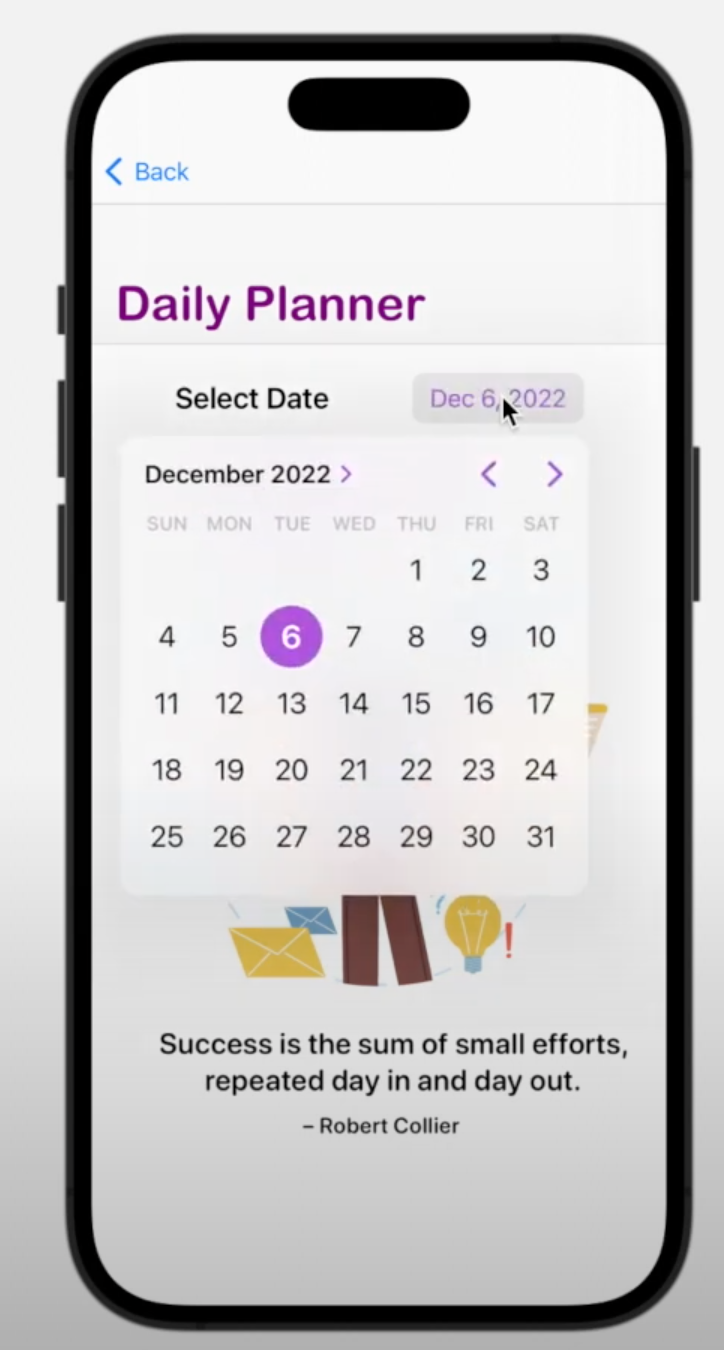 Back
Daily Planner
Select Date Dec 6, 2022
December 2022
SUN MON TUE WED THU FRI SAT
1 2 3
4 5 6 7 8 9 10
11 12 13 14 15 16 17
18 19 20 21 22 23 24
25 26 27 28 29 30 31
Success is the sum of small efforts,
repeated day in and day out.
– Robert Collier